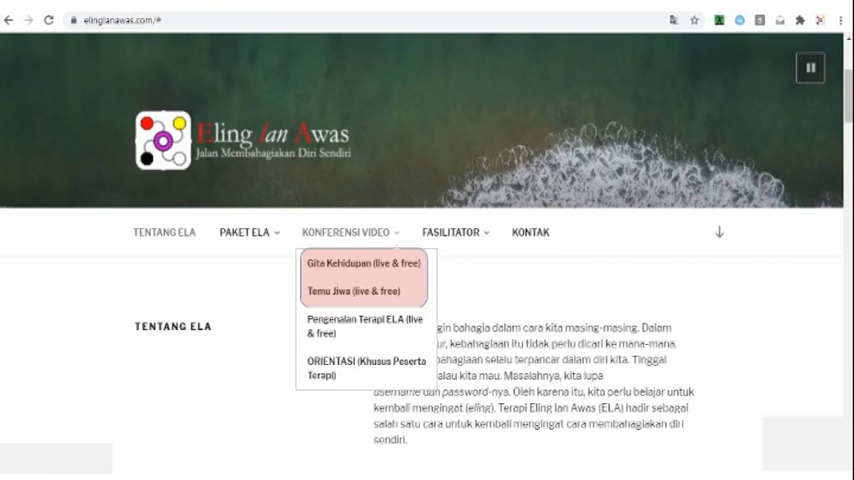 elinglanawas.com/#
Eling lan Awas
Jalan Membahagiakan Diri Sendiri
TENTANG ELA PAKET ELA KONFERENSI VIDEO FASILITATOR KONTAK
Gita Kehidupan (live & free)
Temu Jiwa (live & free)
Pengenalan Terapi ELA (live
& free)
ORIENTASI (Khusus Peserta
Terapi)
TENTANG ELA
gin bahagia dalam cara kita masing-masing. Dalam
ur, kebahagiaan itu tidak perlu dicari ke mana-mana.
bahagiaan selalu terpancar dalam diri kita. Tinggal
alau kita mau. Masalahnya, kita lupa
username dan password-nya. Oleh karena itu, kita perlu belajar untuk
kembali mengingat (eling). Terapi Eling lan Awas (ELA) hadir sebagai
salah satu cara untuk kembali mengingat cara membahagiakan diri
sendiri.